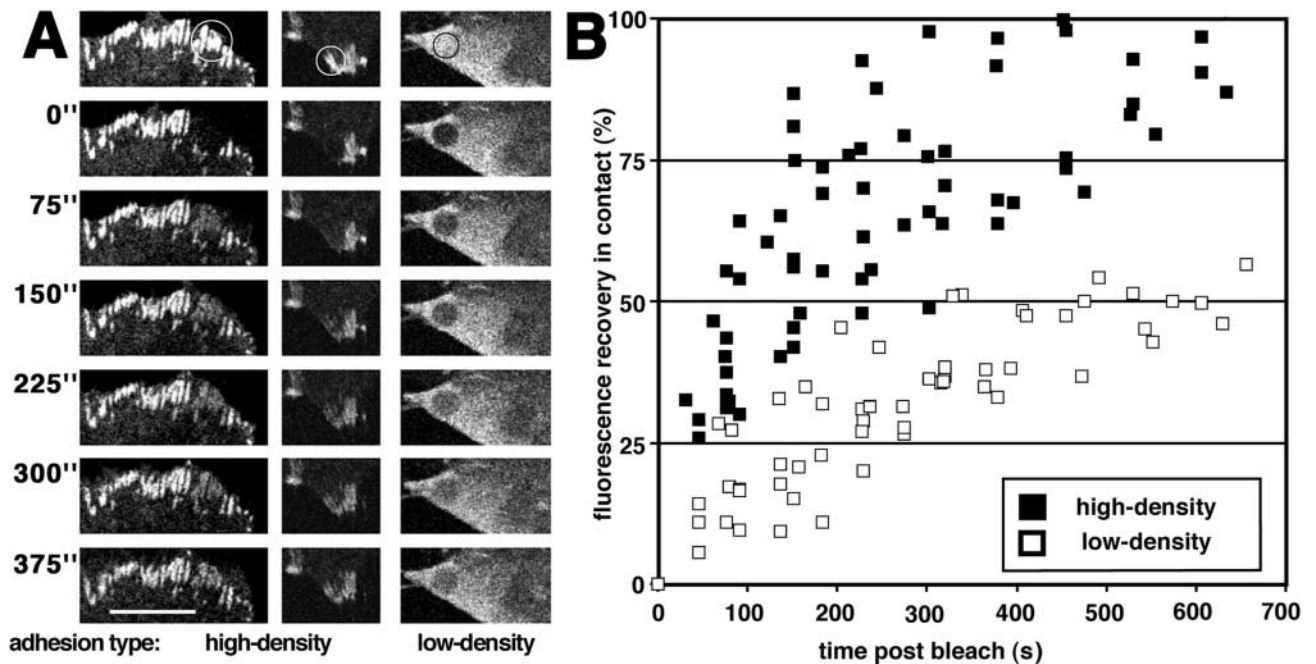 A
0"
75"
150"
225"
300"
375"
adhesion type: high-density low-density
B
fluorescence recovery in contact (%)
100
75
50
25
0
high-density
low-density
0 100 200 300 400 500 600 700
time post bleach (s)